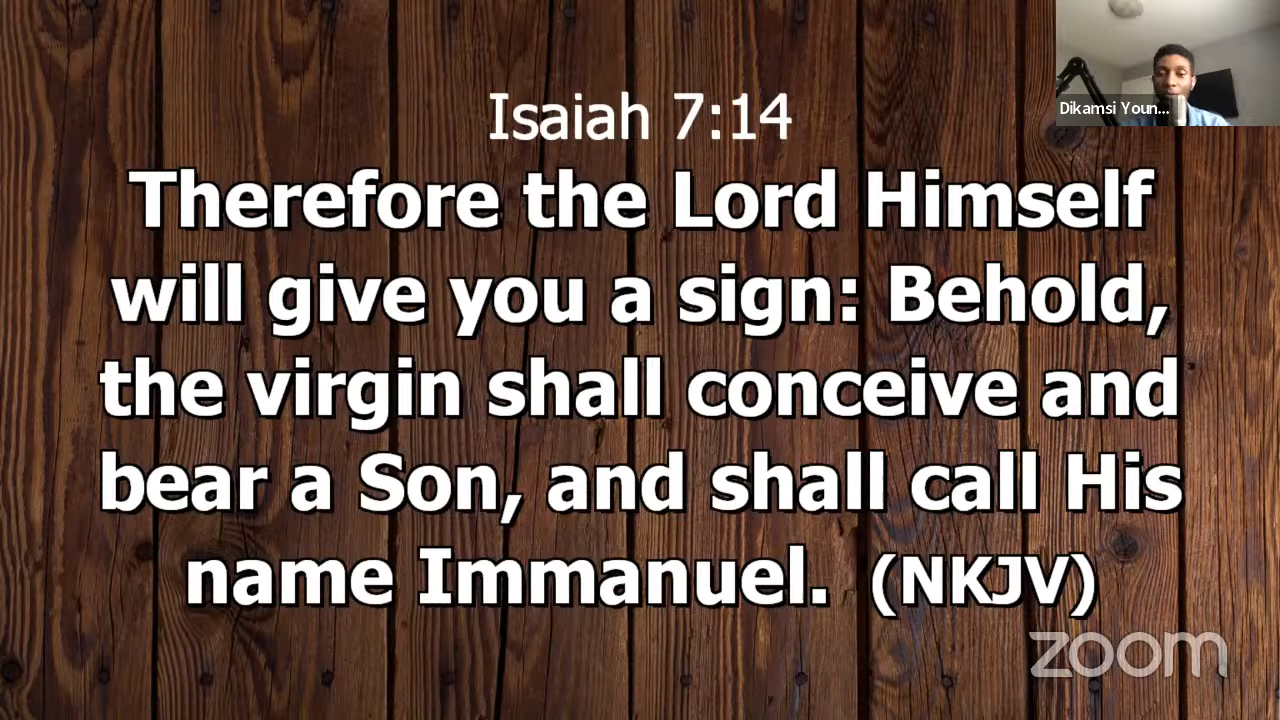 Dikamsi Youn...
Isaiah 7:14
Therefore the Lord Himself
will give you a sign: Behold,
the virgin shall conceive and
bear a Son, and shall call His
name Immanuel. (NKJV)
zoom